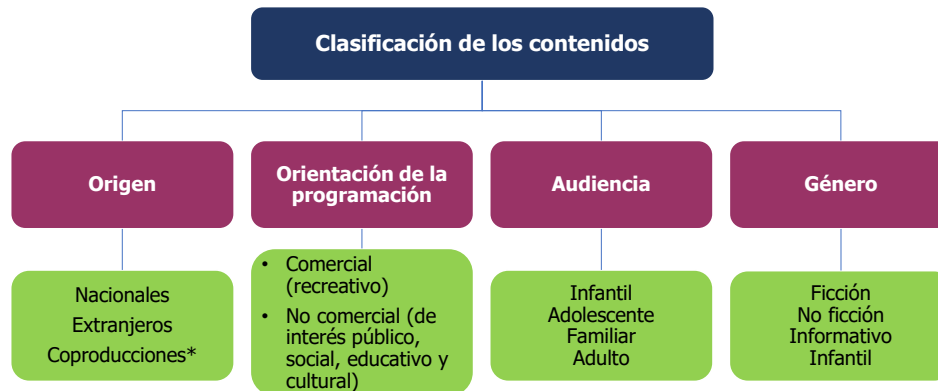 Clasificación de los contenidos
Origen
Orientación de la
programación
Audiencia
Género
Nacionales
Extranjeros
Coproducciones*
• Comercial
(recreativo)
• No comercial (de
interés público,
social, educativo y
cultural)
Infantil
Adolescente
Familiar
Adulto
Ficción
No ficción
Informativo
Infantil